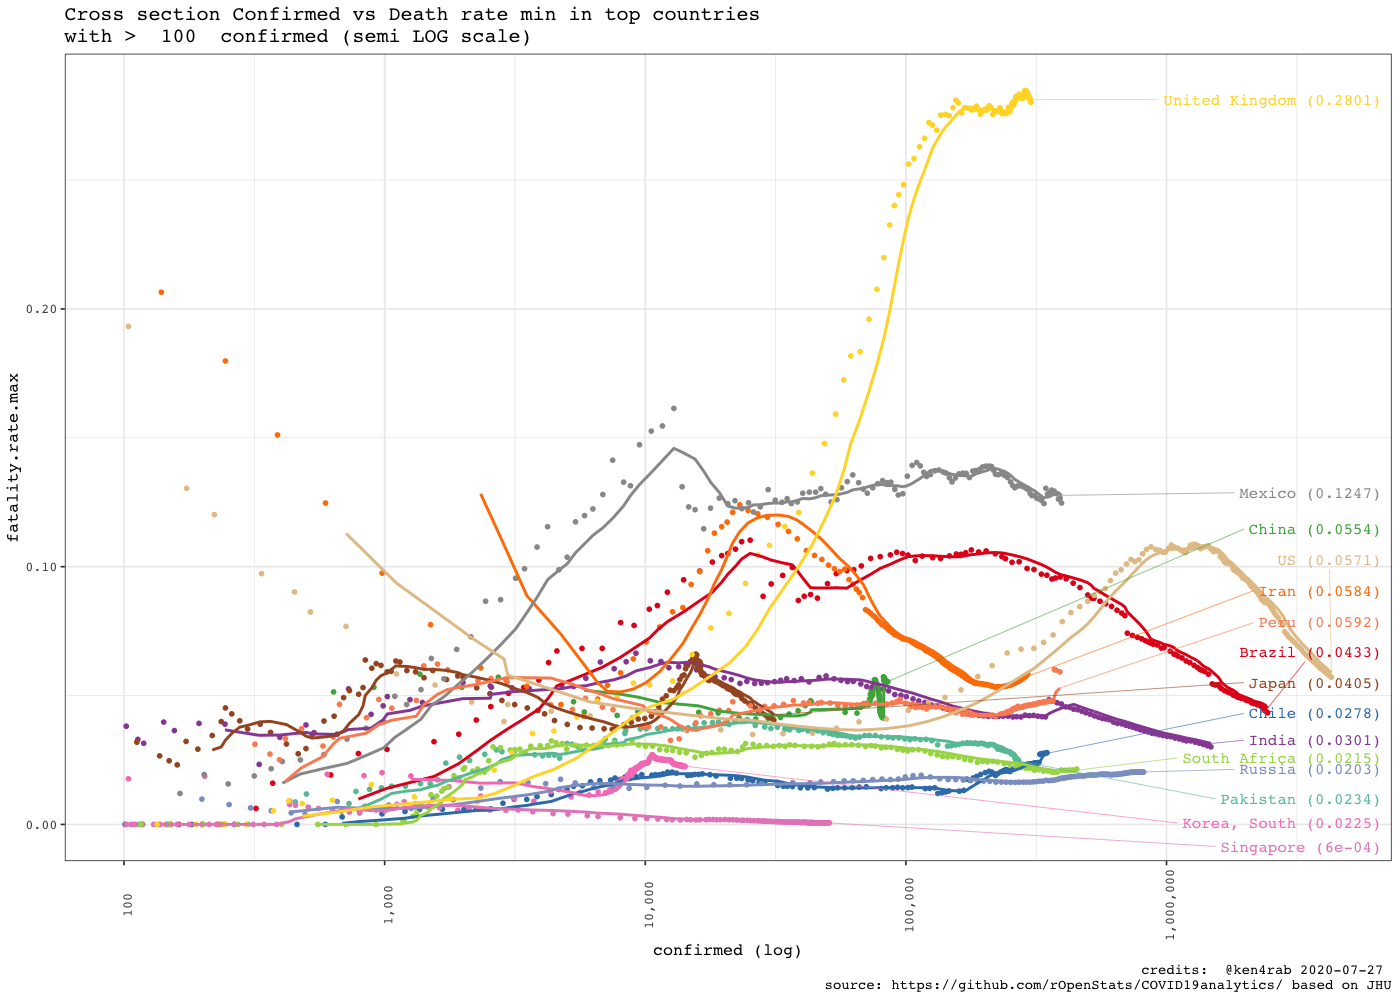 Cross section Confirmed vs Death rate min in top countries
with >  100  confirmed (semi LOG scale)
fatality.rate.max
0.20
0.10
0.00
United Kingdom (0.2801)
Mexico (0.1247)
China (0.0554)
US (0.0571)
Iran (0.0584)
Peru (0.0592)
Brazil (0.0433)
Japan (0.0405)
Chile (0.0278)
India (0.0301)
South Africa (0.0215)
Russia (0.0203)
Pakistan (0.0234)
Korea, South (0.0225)
Singapore (6e-04)
100
1,000
10,000
100,000
1,000,000
confirmed (log)
credits:  @ken4rab 2020-07-27
source: https://github.com/rOpenStats/COVID19analytics/ based on JHU